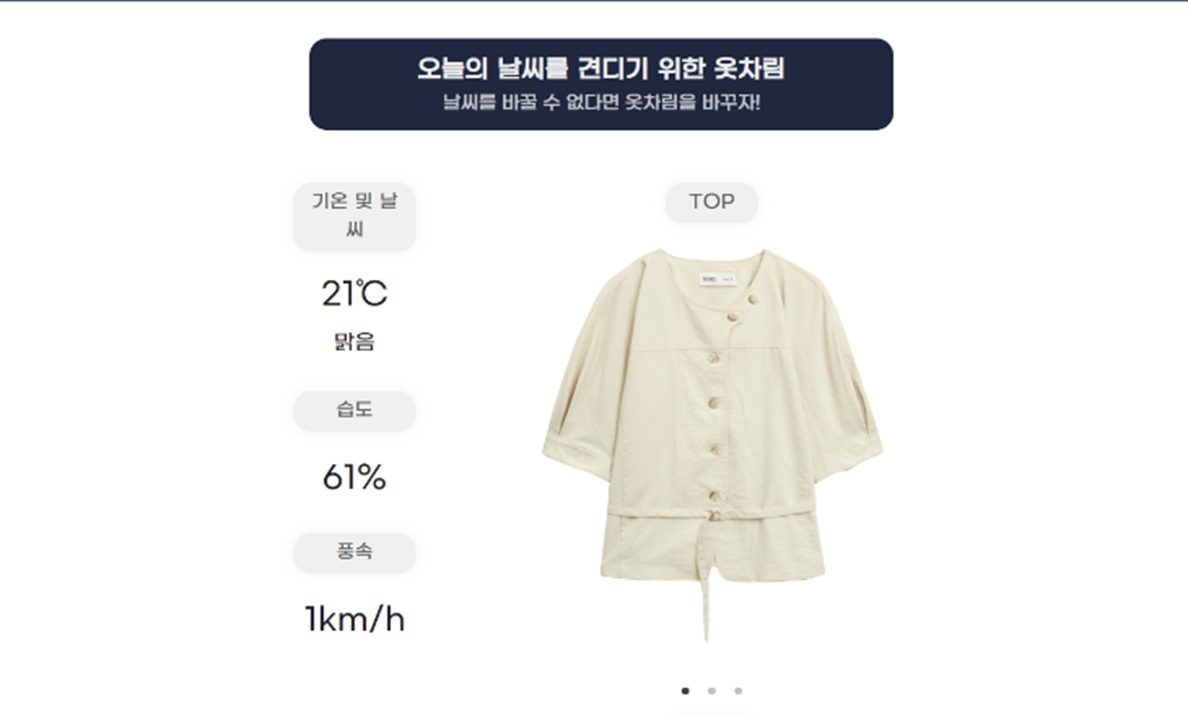 오늘의 날씨를 견디기 위한 옷차림
날씨를 바꿀 수 없다면 옷차림을 바꾸자!
기온 및 날
씨
TOP
21℃
맑음
습도
61%
풍속
1km/h